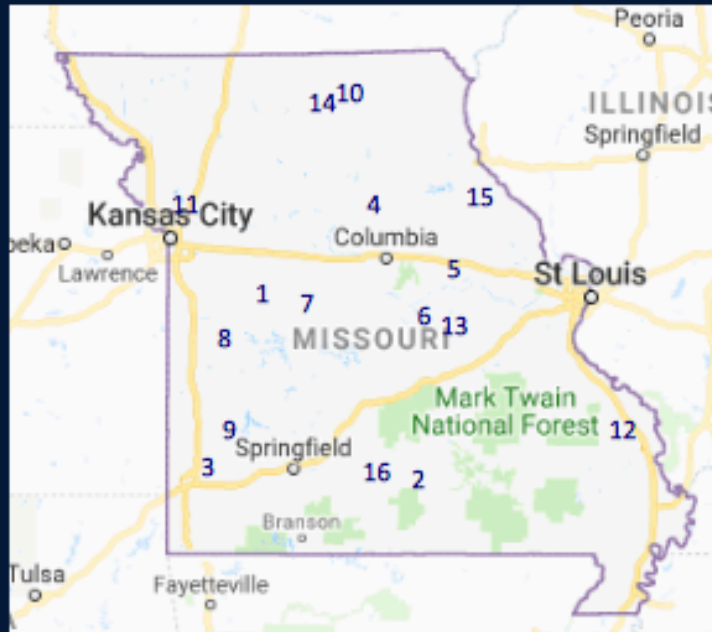 Peoria
14 10
ILLINOIS
Springfield
4
15
11
Kansas City
Columbia
peka
Lawrence
5
St Louis
1
7
6
13
8
MISSOURI
Mark Twain
National Forest
9
12
Springfield
3
16
2
Branson
Tulsa
Fayetteville